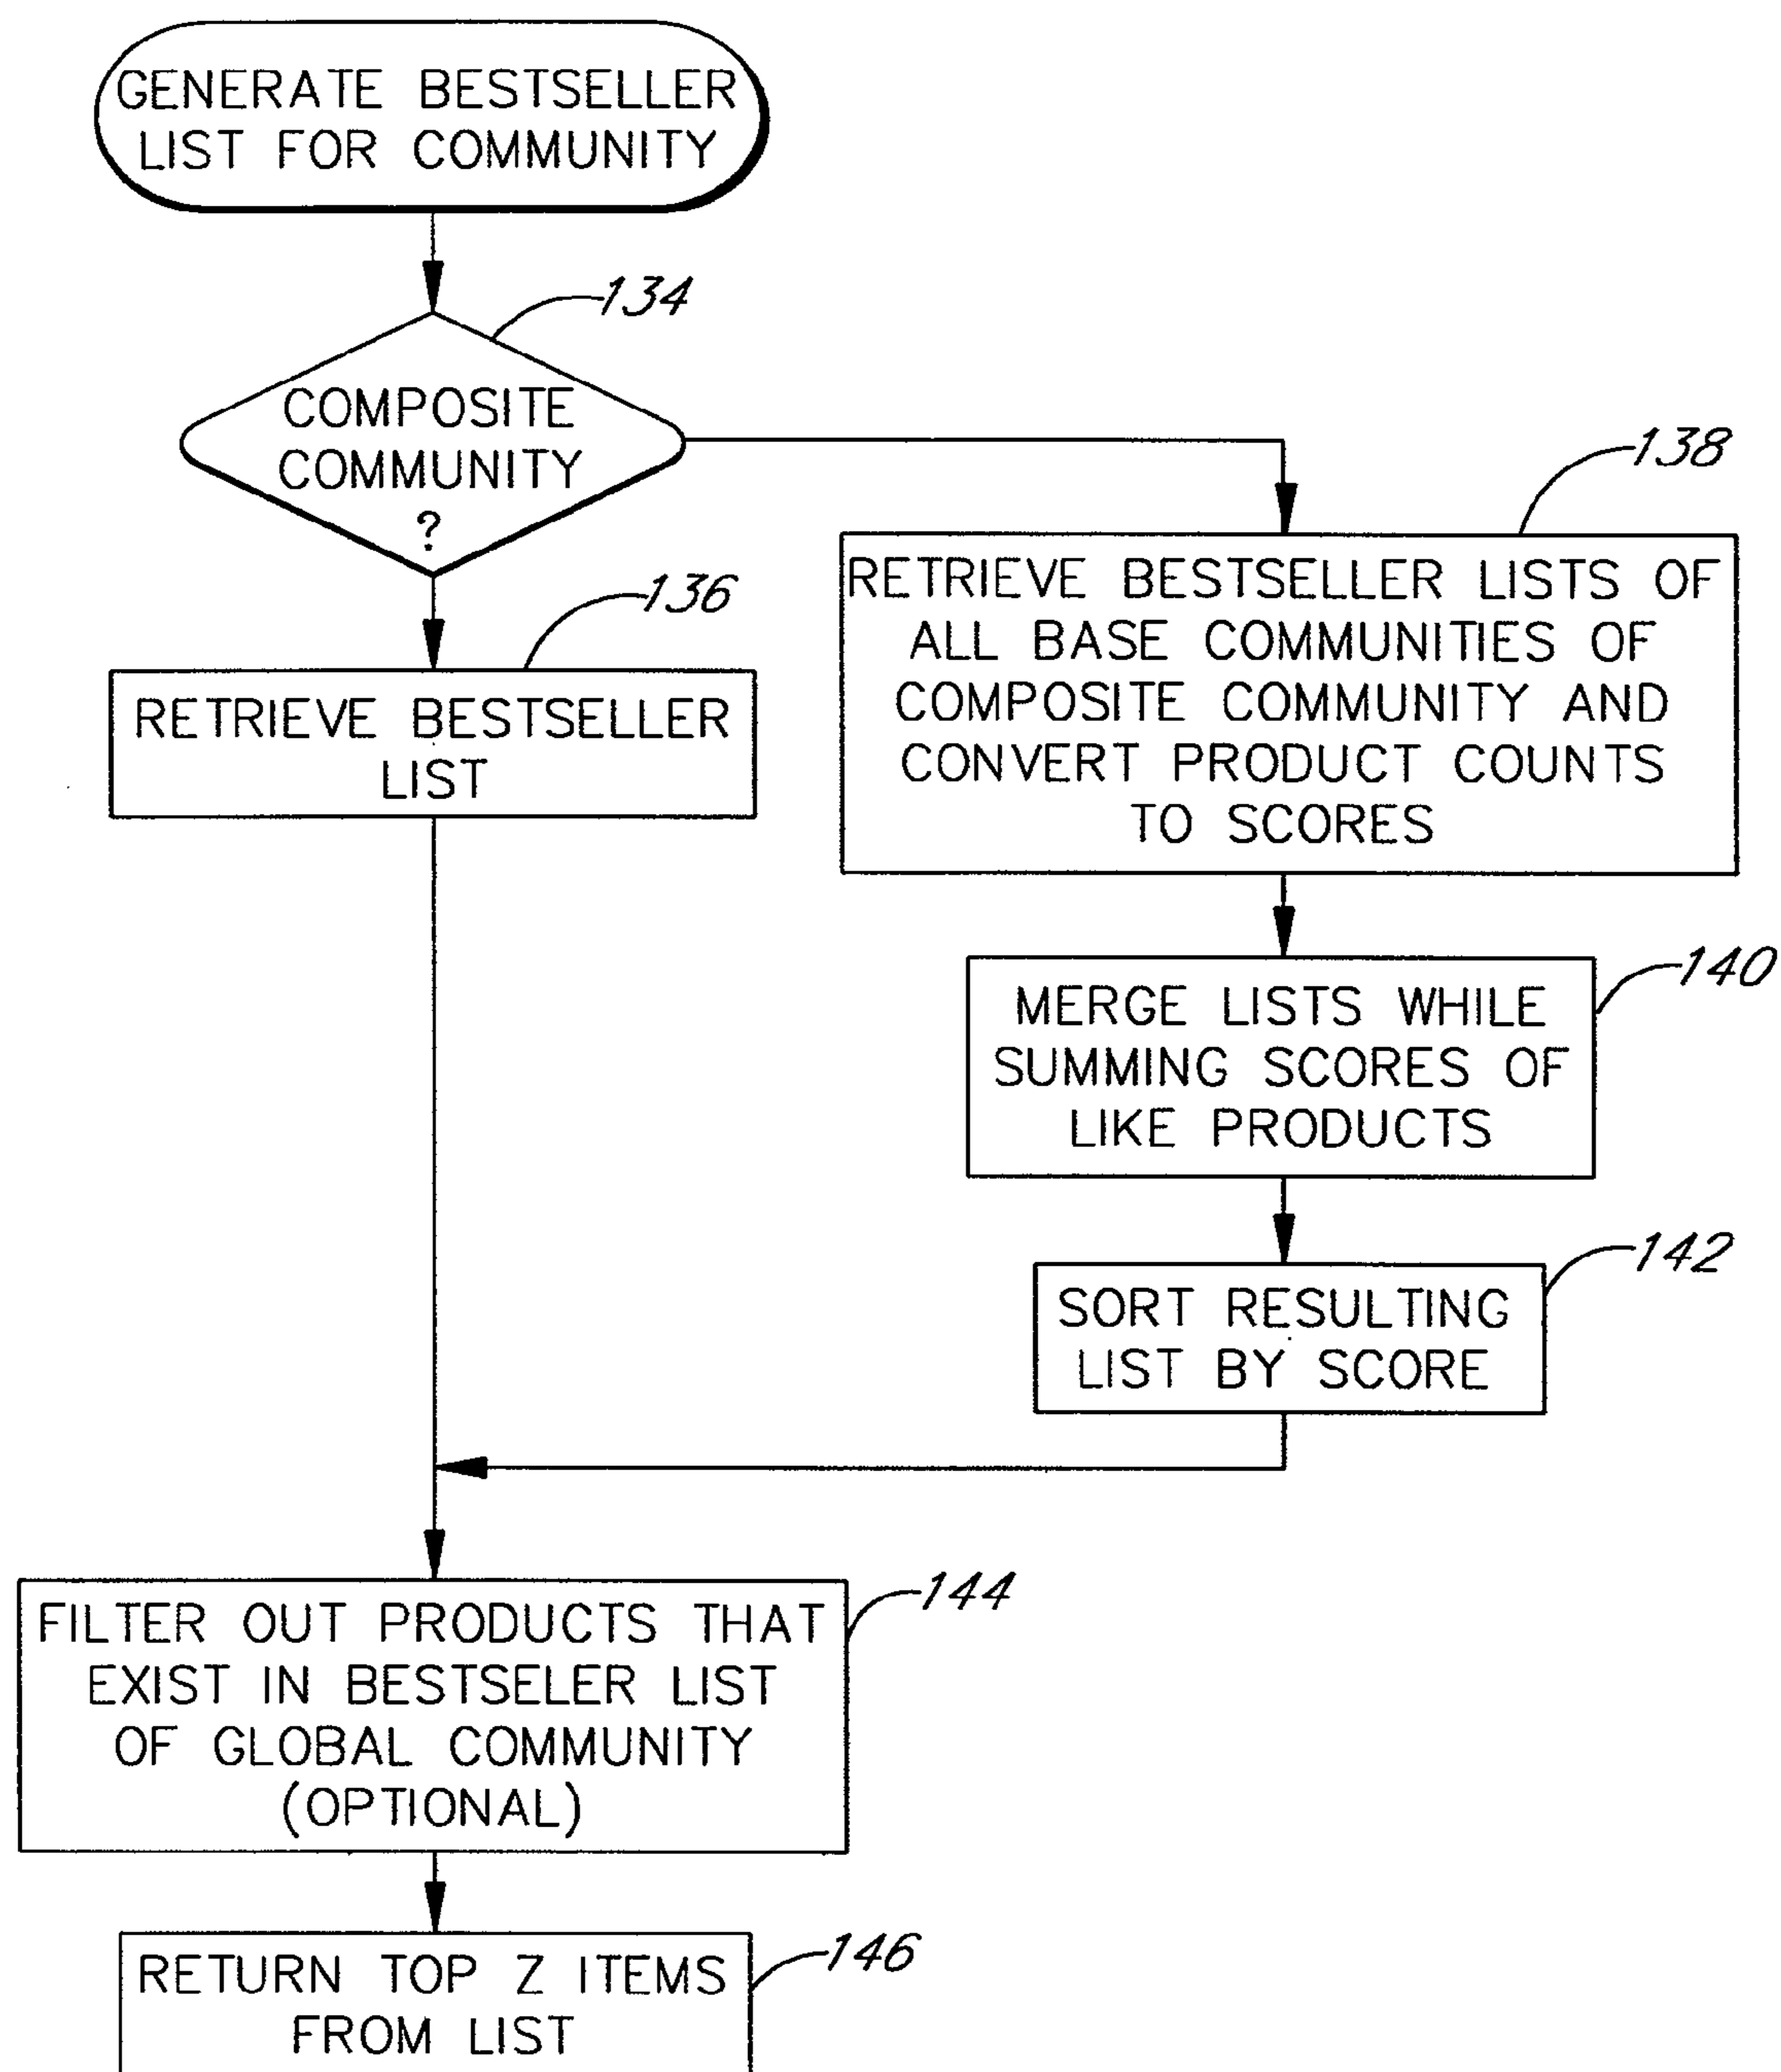 GENERATE BESTSELLER
LIST FOR COMMUNITY
134
COMPOSITE
COMMUNITY
?
136
RETRIEVE BESTSELLER
LIST
138
RETRIEVE BESTSELLER LISTS OF
ALL BASE COMMUNITIES OF
COMPOSITE COMMUNITY AND
CONVERT PRODUCT COUNTS
TO SCORES
140
MERGE LISTS WHILE
SUMMING SCORES OF
LIKE PRODUCTS
142
SORT RESULTING
LIST BY SCORE
144
FILTER OUT PRODUCTS THAT
EXIST IN BESTSELER LIST
OF GLOBAL COMMUNITY
(OPTIONAL)
146
RETURN TOP Z ITEMS
FROM LIST